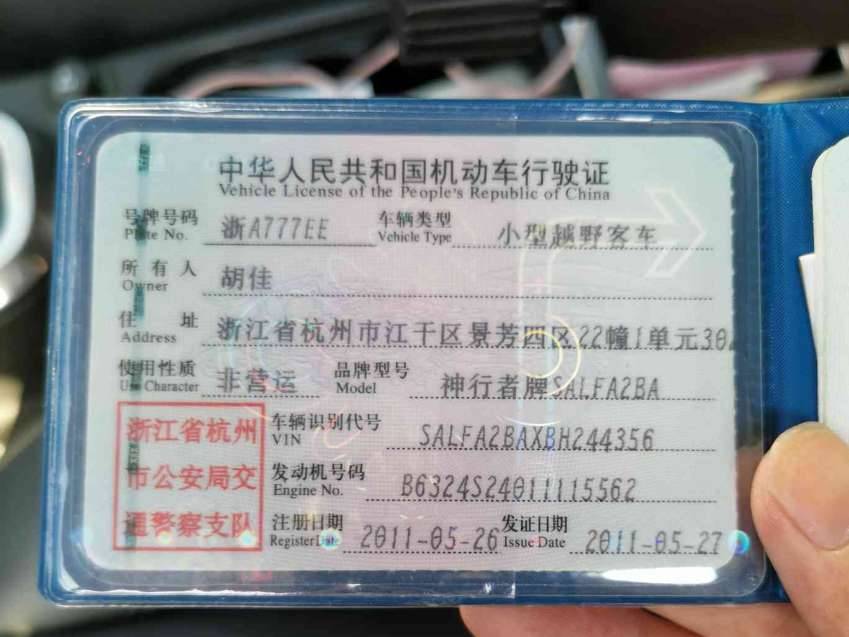 中华人民共和国机动车行驶证
Vehicle License of the People's Republic of China
号牌号码 浙A777EE 车辆类型 小型越野客车
Plate No. Vehicle Type
所有人 胡佳
Owner
住址 浙江省杭州市江干区景芳四区22幢1单元30
Address
使用性质 非营运 品牌型号 神行者牌SALFA2BA
Use Character Model
浙江省杭州 车辆识别代号 SALFA2BAXBH244356
VIN
市公安局交 发动机号码 B6324S24011115562
Engine No.
通警察支队 注册日期 2011-05-26 发证日期 2011-05-27
Register Date Issue Date